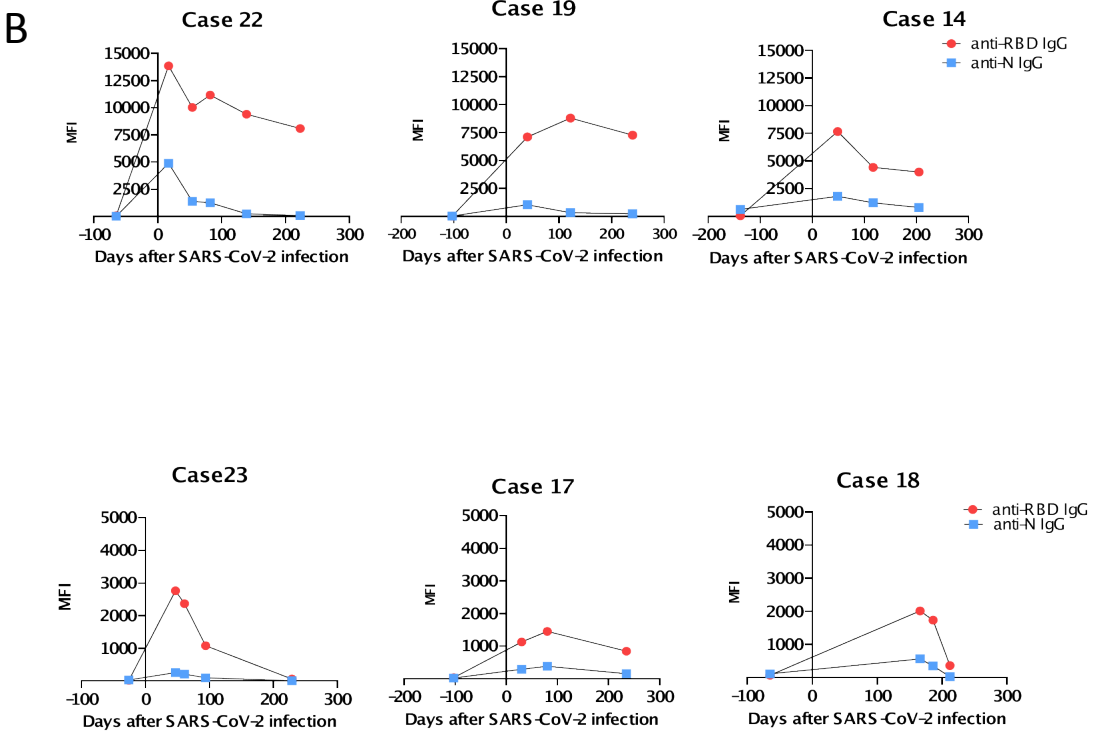 B
Case 22
Case 19
Case 14
anti-RBD IgG
anti-N IgG
15000
12500
10000
7500
5000
2500
MFI
-100 0 100 200 300
Days after SARS-CoV-2 infection
15000
12500
10000
7500
5000
2500
MFI
-200 -100 0 100 200 300
Days after SARS-CoV-2 infection
15000
12500
10000
7500
5000
2500
MFI
-200 -100 0 100 200 300
Days after SARS-CoV-2 infection
Case23
Case 17
Case 18
anti-RBD IgG
anti-N IgG
5000
4000
3000
2000
1000
MFI
-100 0 100 200 300
Days after SARS-CoV-2 infection
5000
4000
3000
2000
1000
MFI
-200 -100 0 100 200 300
Days after SARS-CoV-2 infection
5000
4000
3000
2000
1000
MFI
-100 0 100 200 300
Days after SARS-CoV-2 infection